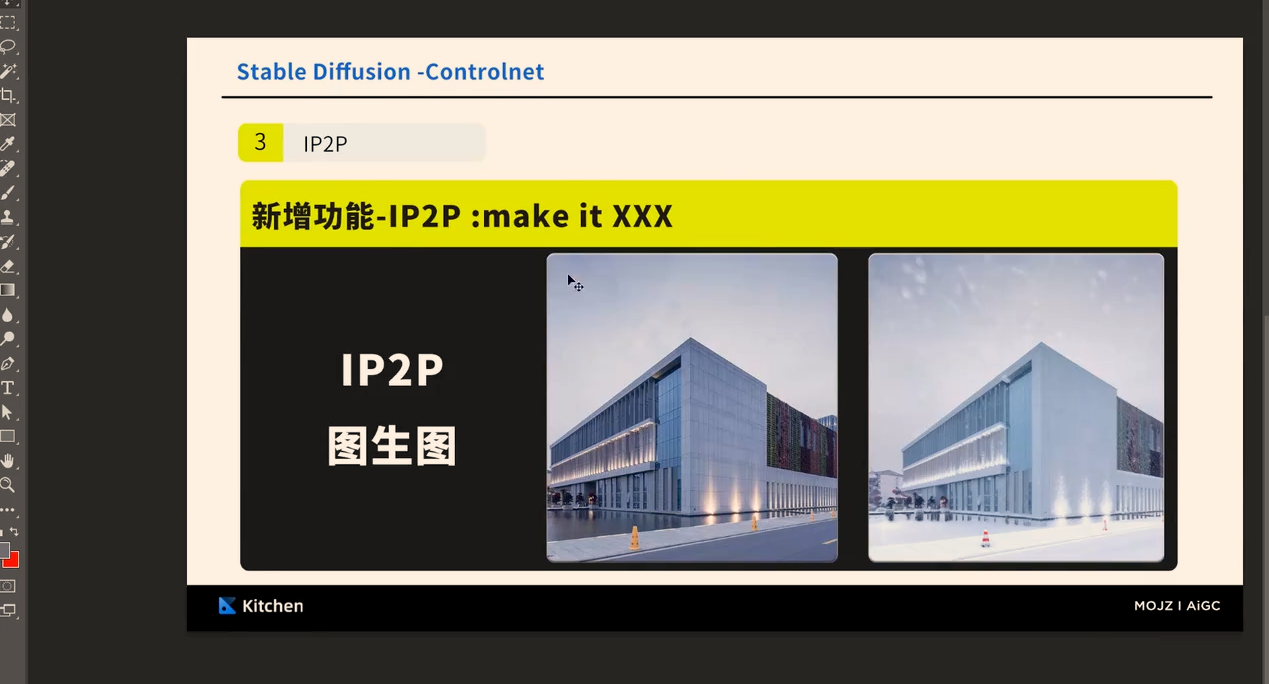 Stable Diffusion -Controlnet
3
IP2P
新增功能-IP2P :make it XXX
IP2P
图生图
Kitchen
MOJZ I AiGC